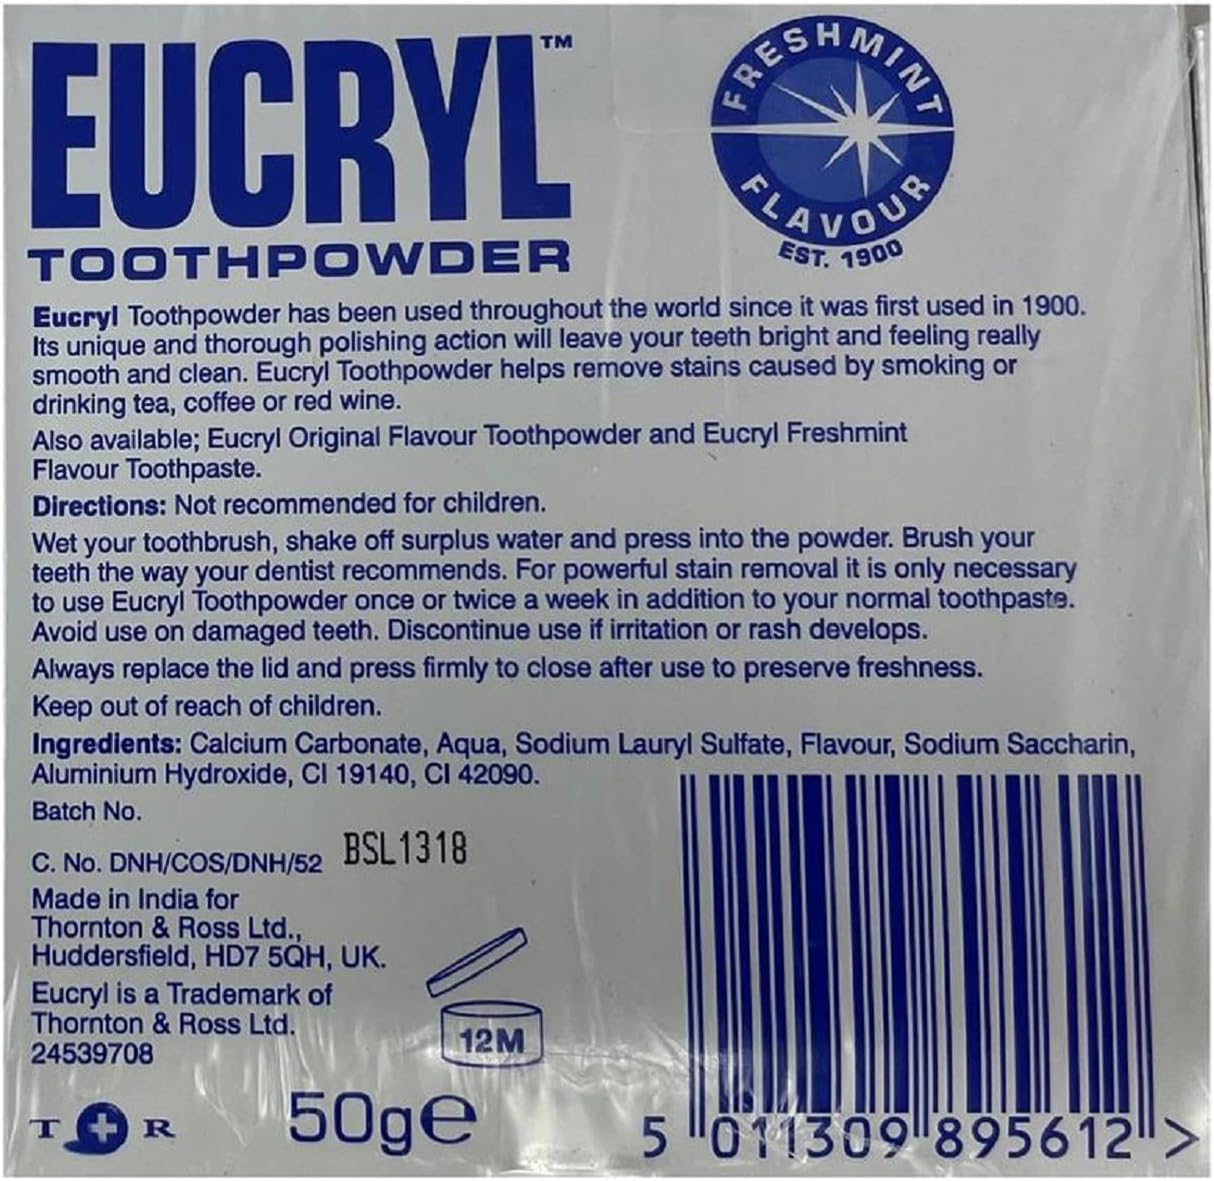 EUCRYL™
TOOTHPOWDER
FRESHMINT
FLAVOUR
EST. 1900
Eucryl Toothpowder has been used throughout the world since it was first used in 1900.
Its unique and thorough polishing action will leave your teeth bright and feeling really
smooth and clean. Eucryl Toothpowder helps remove stains caused by smoking or
drinking tea, coffee or red wine.
Also available; Eucryl Original Flavour Toothpowder and Eucryl Freshmint
Flavour Toothpaste.
Directions: Not recommended for children.
Wet your toothbrush, shake off surplus water and press into the powder. Brush your
teeth the way your dentist recommends. For powerful stain removal it is only necessary
to use Eucryl Toothpowder once or twice a week in addition to your normal toothpaste.
Avoid use on damaged teeth. Discontinue use if irritation or rash develops.
Always replace the lid and press firmly to close after use to preserve freshness.
Keep out of reach of children.
Ingredients: Calcium Carbonate, Aqua, Sodium Lauryl Sulfate, Flavour, Sodium Saccharin,
Aluminium Hydroxide, CI 19140, CI 42090.
Batch No.
BSL1318
C. No. DNH/COS/DNH/52
Made in India for
Thornton & Ross Ltd.,
Huddersfield, HD7 5QH, UK.
Eucryl is a Trademark of
Thornton & Ross Ltd.
24539708
12M
T R
50g℮
5 011309 895612 >